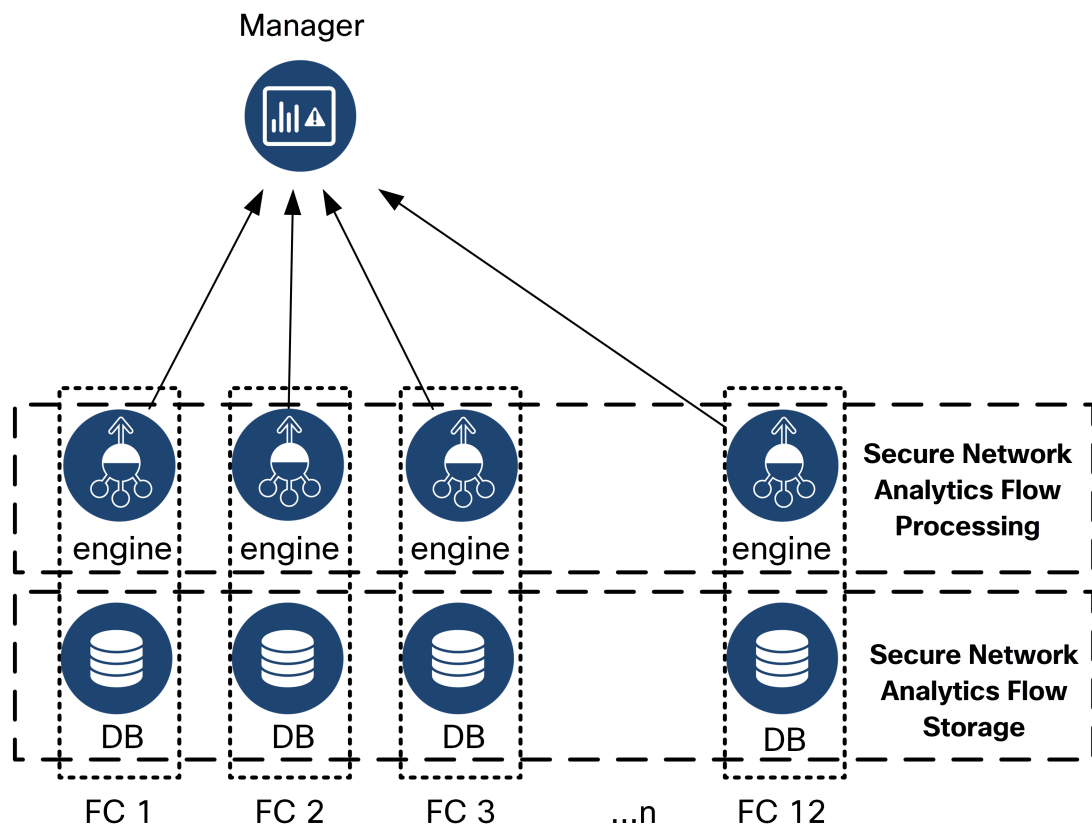 Manager
Secure Network
Analytics Flow
Processing
engine engine engine engine
Secure Network
Analytics Flow
Storage
DB DB DB DB
FC 1 FC 2 FC 3 ...n FC 12